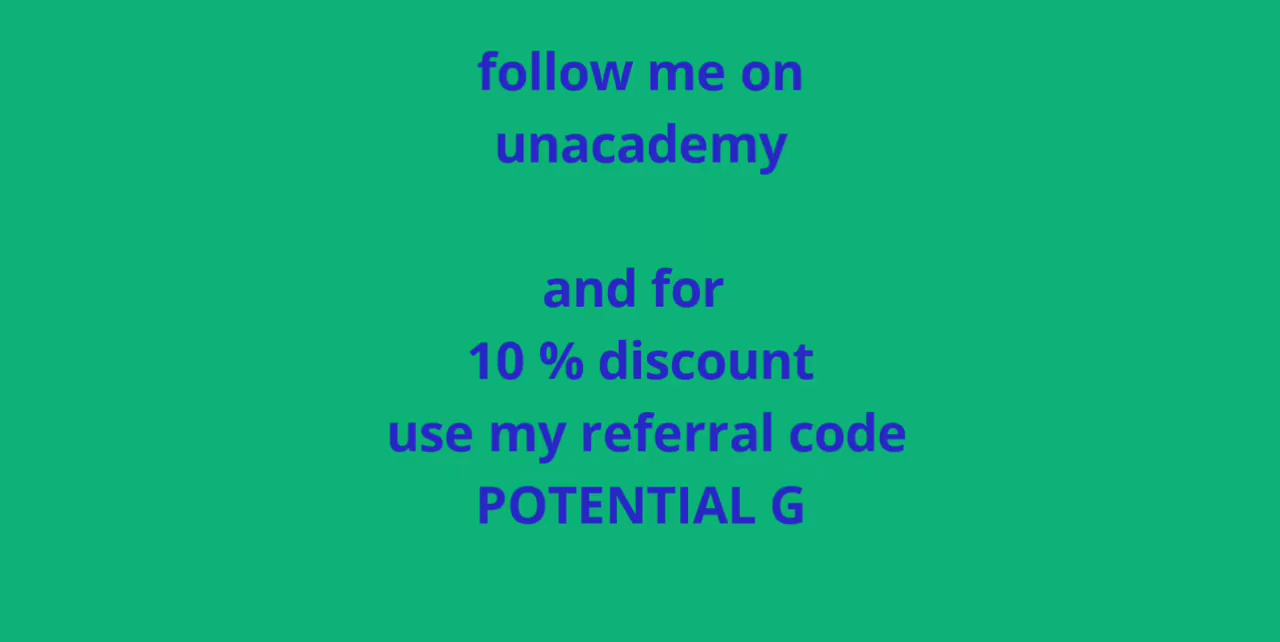 follow me on
unacademy
and for
10 % discount
use my referral code
POTENTIAL G